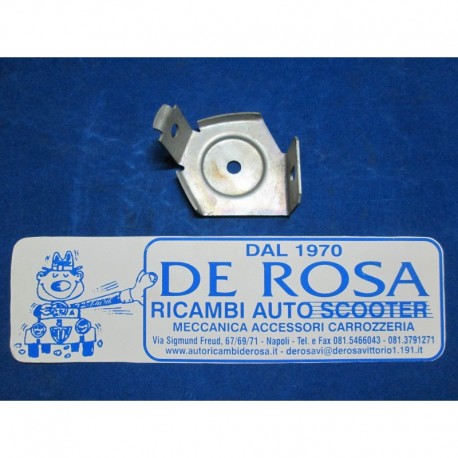 DAL 1970
DE ROSA
RICAMBI AUTO SCOOTER
MECCANICA ACCESSORI CARROZZERIA
Via Sigmund Freud, 67/69/71 - Napoli - Tel. e Fax 081.5466043 - 081.3791271
www.autoricambiderosa.it - derosavi@derosavittorio1.191.it